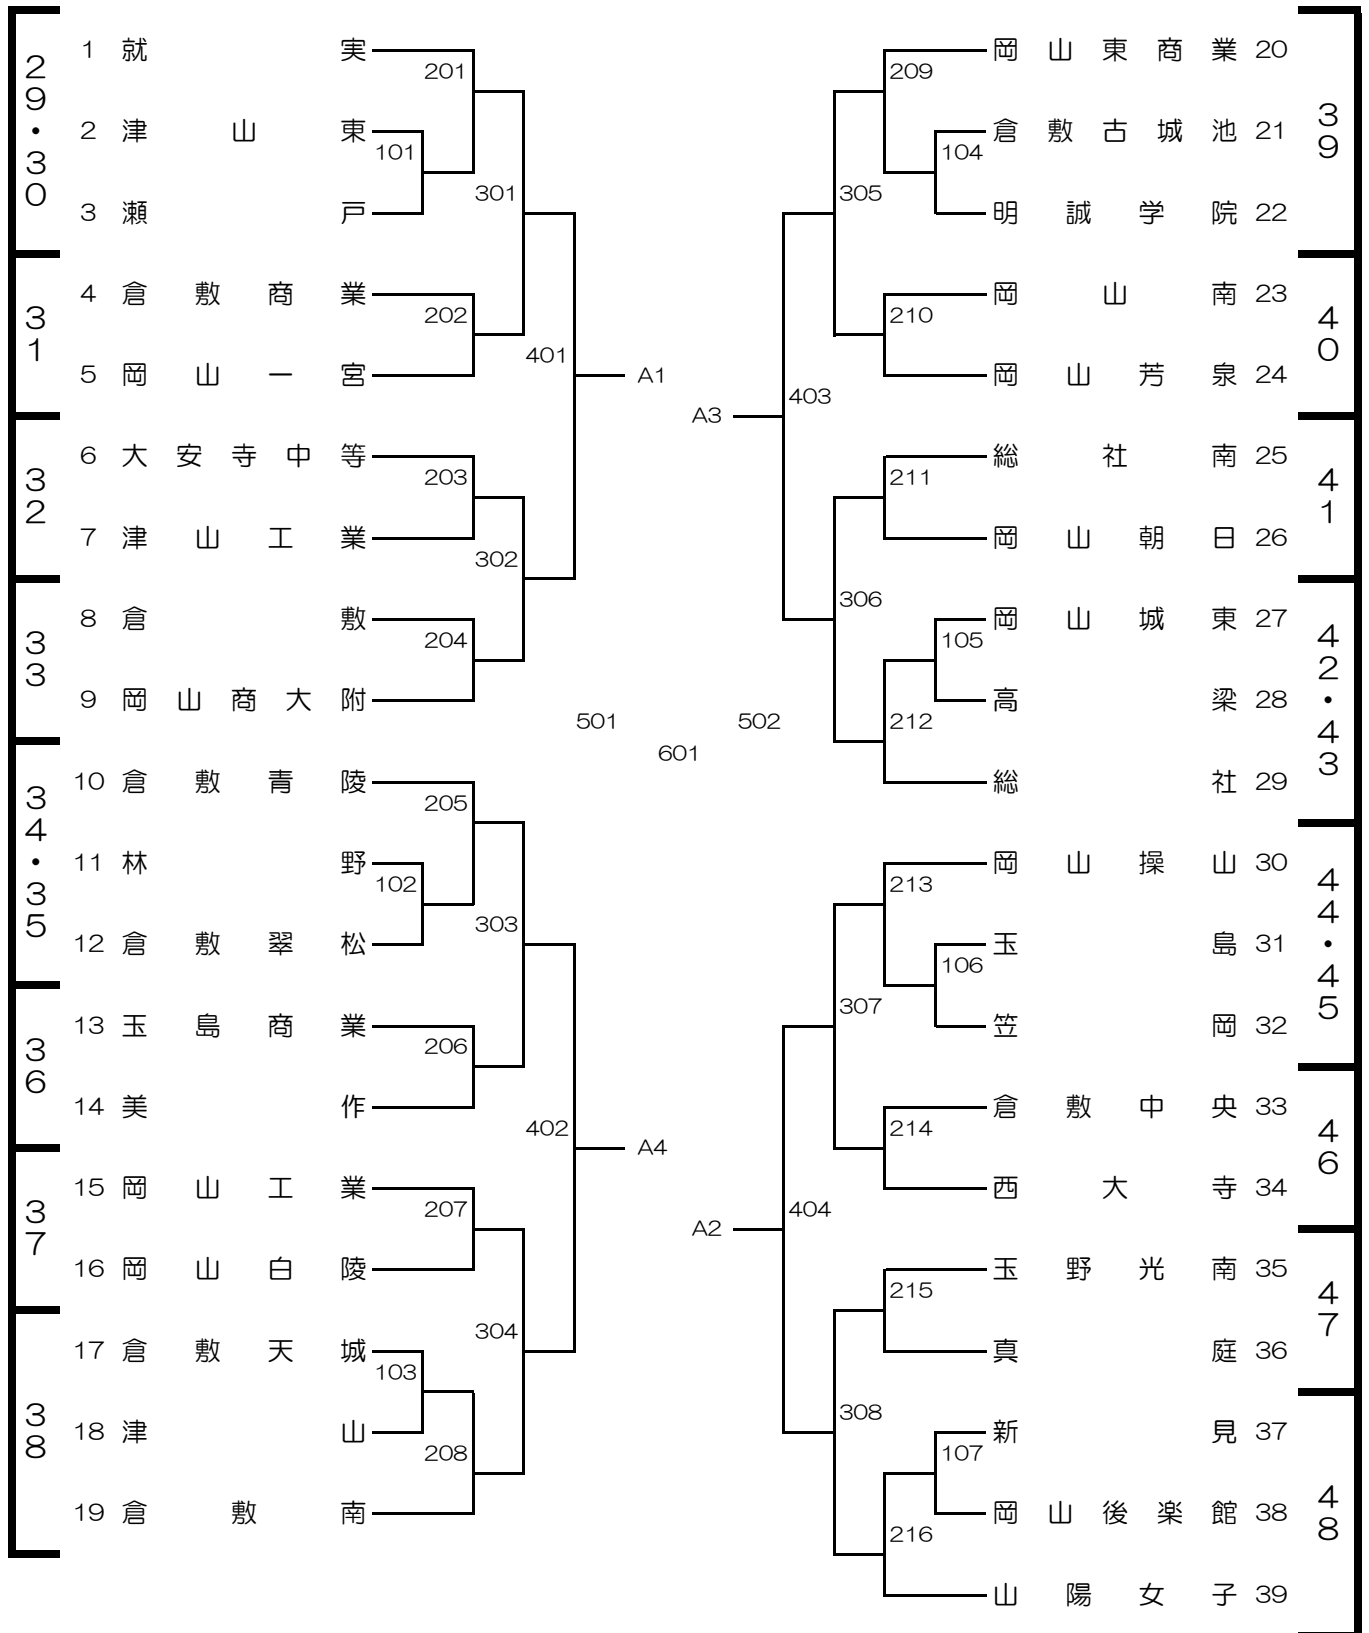 29・30
1 就実
201
2 津山東
101
3 瀬戸
301
31
4 倉敷商業
202
5 岡山一宮
401
A1
32
6 大安寺中等
203
7 津山工業
302
33
8 倉敷
204
9 岡山商大附
34・35
10 倉敷青陵
205
11 林野
102
12 倉敷翠松
303
36
13 玉島商業
206
14 美作
402
A4
37
15 岡山工業
207
16 岡山白陵
304
38
17 倉敷天城
103
18 津山
208
19 倉敷南
501
601
502
岡山東商業 20
39
209
倉敷古城池 21
104
明誠学院 22
305
岡山南 23
40
210
岡山芳泉 24
403
A3
総社南 25
41
211
岡山朝日 26
306
岡山城東 27
42・43
105
高梁 28
212
総社 29
岡山操山 30
44・45
213
玉島 31
106
笠岡 32
307
倉敷中央 33
46
214
西大寺 34
404
A2
玉野光南 35
47
215
真庭 36
308
新見 37
48
107
岡山後楽館 38
216
山陽女子 39